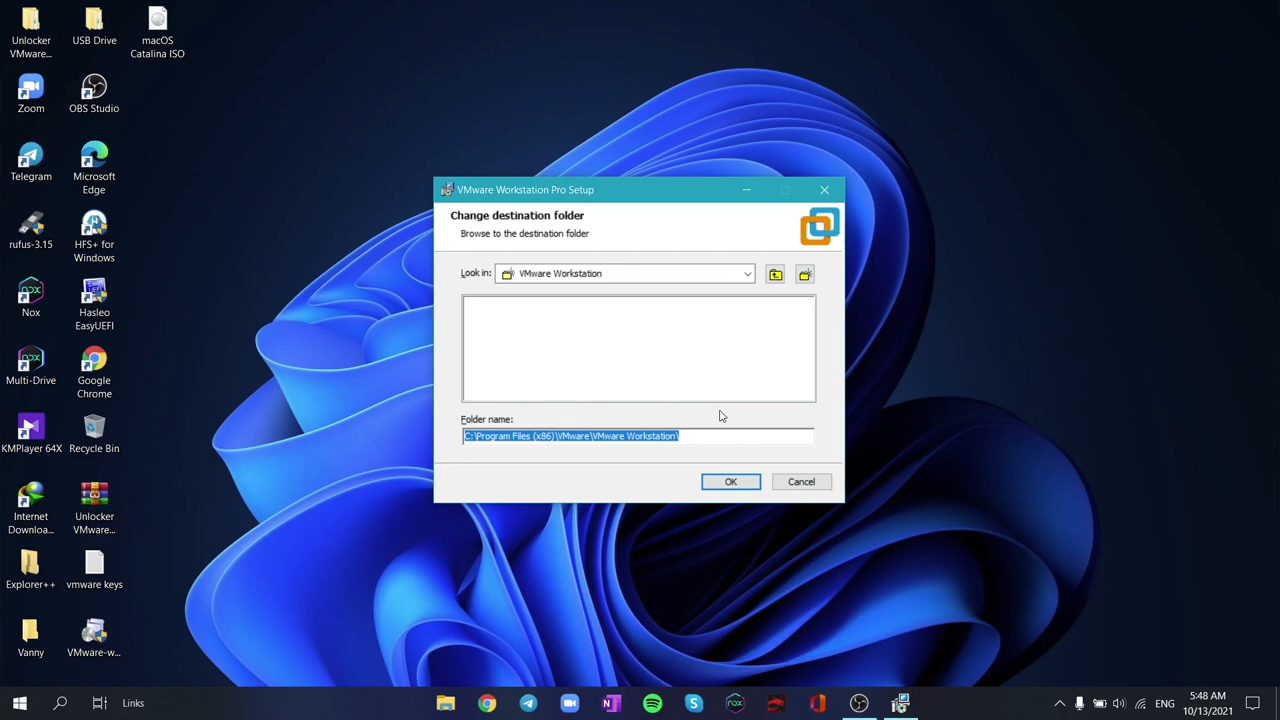 Unlocker
VMware...
USB Drive
macOS
Catalina ISO
Zoom
OBS Studio
Telegram
Microsoft
Edge
rufus-3.15
HFS+ for
Windows
Nox
Hasleo
EasyUEFI
Multi-Drive
Google
Chrome
KMPlayer 64X
Recycle Bin
Internet
Downloa...
Unlocker
VMware...
Explorer++
vmware keys
Vanny
VMware-w...
VMware Workstation Pro Setup
Change destination folder
Browse to the destination folder
Look in:
VMware Workstation
Folder name:
C:\Program Files (x86)\VMware\VMware Workstation\
OK
Cancel
Links
ENG
5:48 AM
10/13/2021